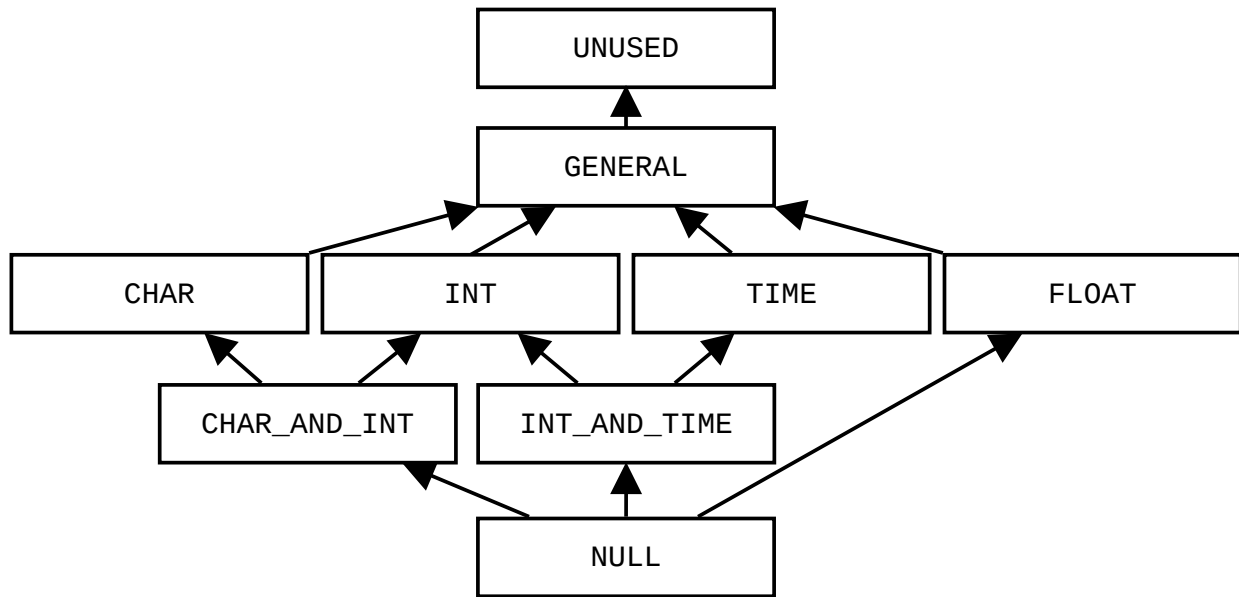 UNUSED
GENERAL
CHAR
INT
TIME
FLOAT
CHAR_AND_INT
INT_AND_TIME
NULL